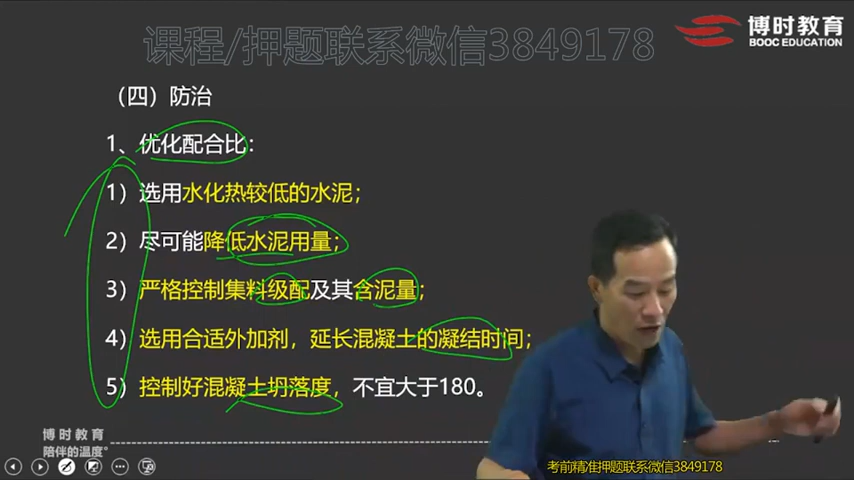 课程/押题联系微信3849178
博时教育
BOOC EDUCATION
（四）防治
1、优化配合比：
1）选用水化热较低的水泥；
2）尽可能降低水泥用量；
3）严格控制集料级配及其含泥量；
4）选用合适外加剂，延长混凝土的凝结时间；
5）控制好混凝土坍落度，不宜大于180。
博时教育
陪伴的温度°
考前精准押题联系微信3849178